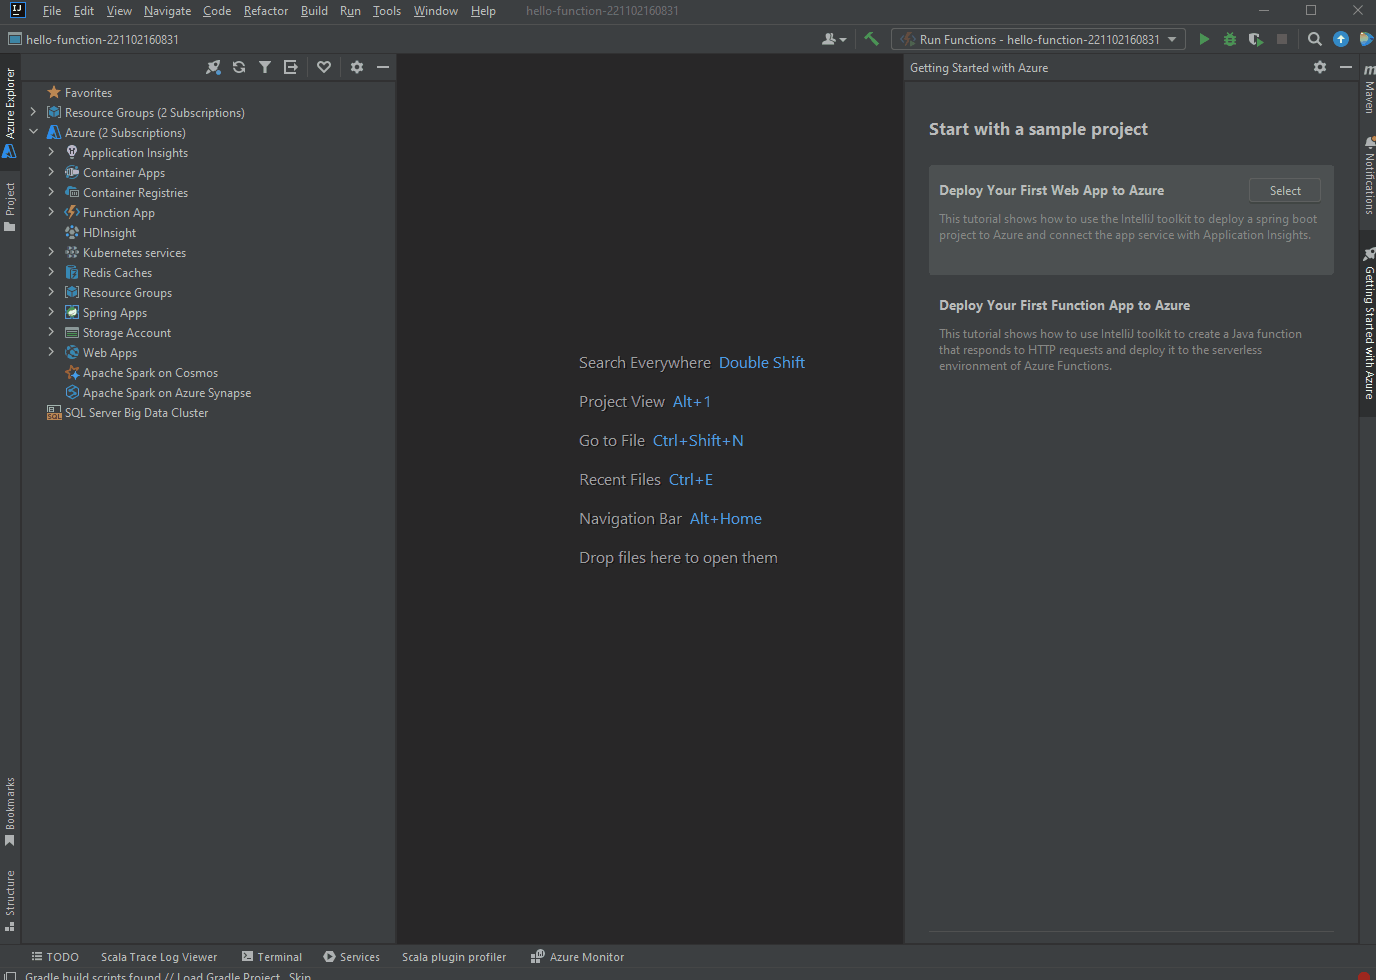 IJ File Edit View Navigate Code Refactor Build Run Tools Window Help hello-function-221102160831
hello-function-221102160831 Run Functions - hello-function-221102160831
Getting Started with Azure
Azure Explorer
Project
Bookmarks
Structure
Favorites
Resource Groups (2 Subscriptions)
Azure (2 Subscriptions)
Application Insights
Container Apps
Container Registries
Function App
HDInsight
Kubernetes services
Redis Caches
Resource Groups
Spring Apps
Storage Account
Web Apps
Apache Spark on Cosmos
Apache Spark on Azure Synapse
SQL Server Big Data Cluster
Search Everywhere Double Shift
Project View Alt+1
Go to File Ctrl+Shift+N
Recent Files Ctrl+E
Navigation Bar Alt+Home
Drop files here to open them
Start with a sample project
Deploy Your First Web App to Azure Select
This tutorial shows how to use the IntelliJ toolkit to deploy a spring boot
project to Azure and connect the app service with Application Insights.
Deploy Your First Function App to Azure
This tutorial shows how to use IntelliJ toolkit to create a Java function
that responds to HTTP requests and deploy it to the serverless
environment of Azure Functions.
m Maven
Notifications
Getting Started with Azure
TODO Scala Trace Log Viewer Terminal Services Scala plugin profiler Azure Monitor
Gradle build scripts found // Load Gradle Project Skip